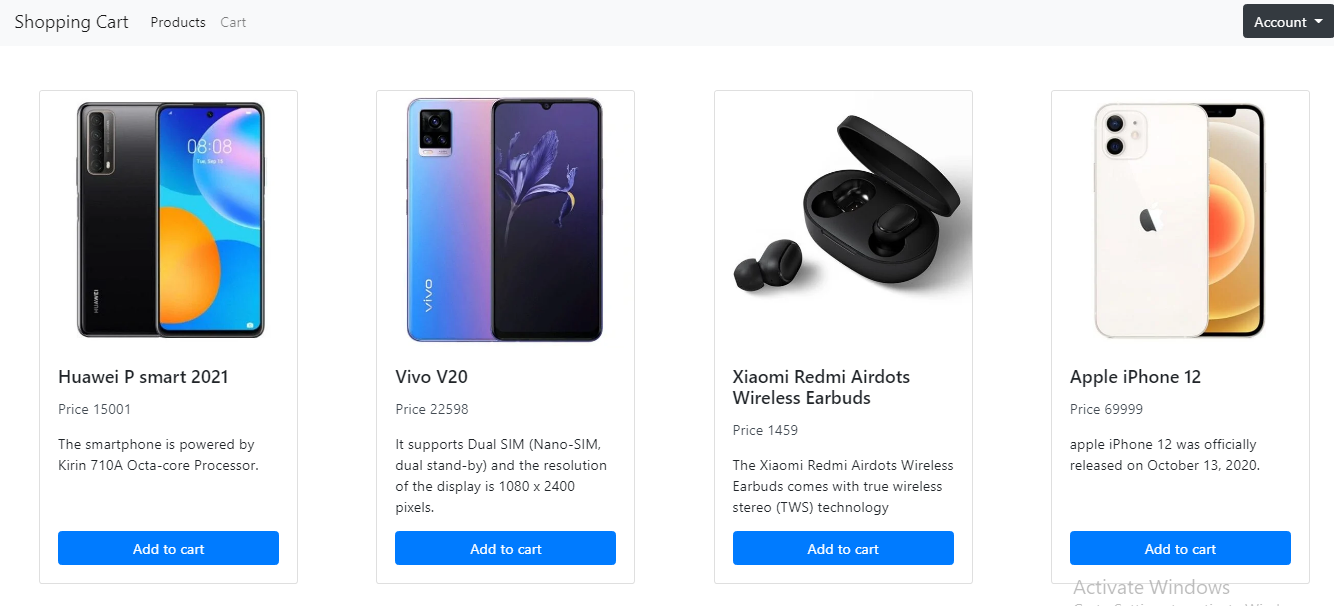 Shopping Cart Products Cart Account
08:08
HUAWEI
vivo
Huawei P smart 2021
Price 15001
The smartphone is powered by
Kirin 710A Octa-core Processor.
Add to cart
Vivo V20
Price 22598
It supports Dual SIM (Nano-SIM,
dual stand-by) and the resolution
of the display is 1080 x 2400
pixels.
Add to cart
Xiaomi Redmi Airdots
Wireless Earbuds
Price 1459
The Xiaomi Redmi Airdots Wireless
Earbuds comes with true wireless
stereo (TWS) technology
Add to cart
Apple iPhone 12
Price 69999
apple iPhone 12 was officially
released on October 13, 2020.
Add to cart
Activate Windows